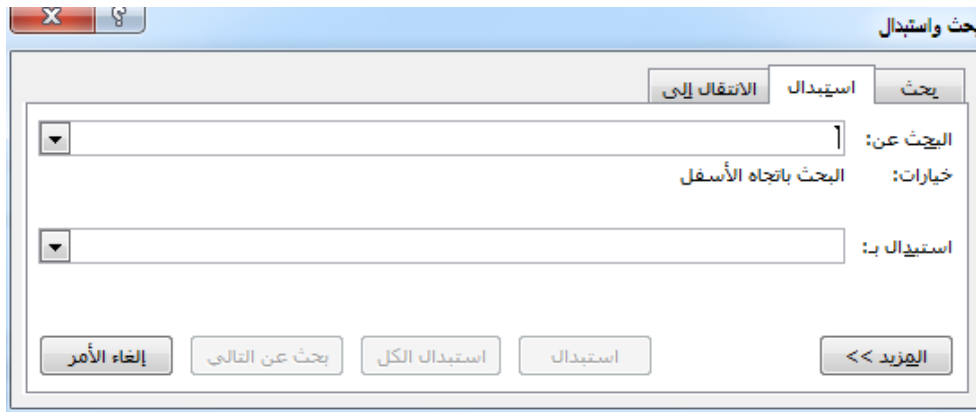 بحث واستبدال
بحث استبدال الانتقال إلى
البحث عن:
خيارات: البحث باتجاه الأسفل
استبدال بـ:
المزيد >> استبدال استبدال الكل بحث عن التالي إلغاء الأمر